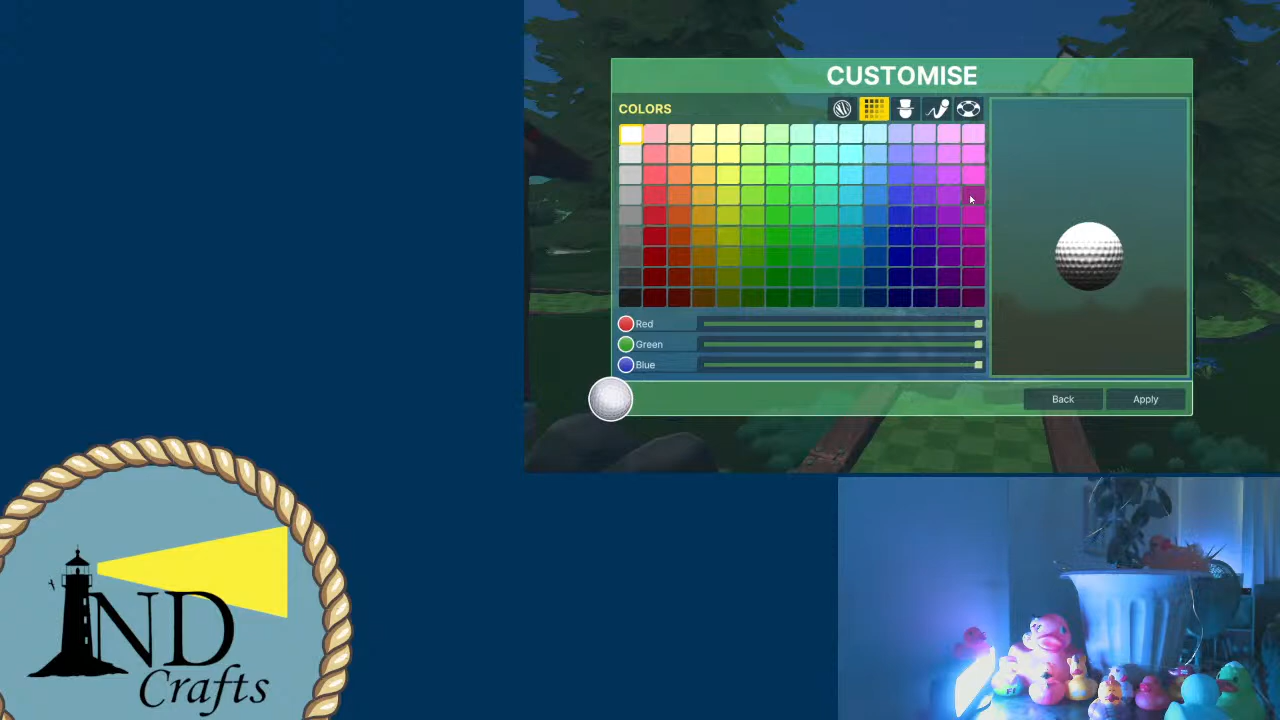 CUSTOMISE
COLORS
Red
Green
Blue
Back
Apply
ND
Crafts